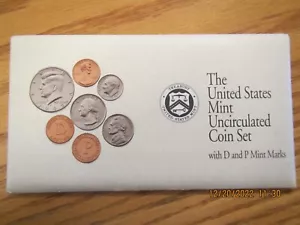 The
United States
Mint
Uncirculated
Coin Set
with D and P Mint Marks
12/20/2022 11:30